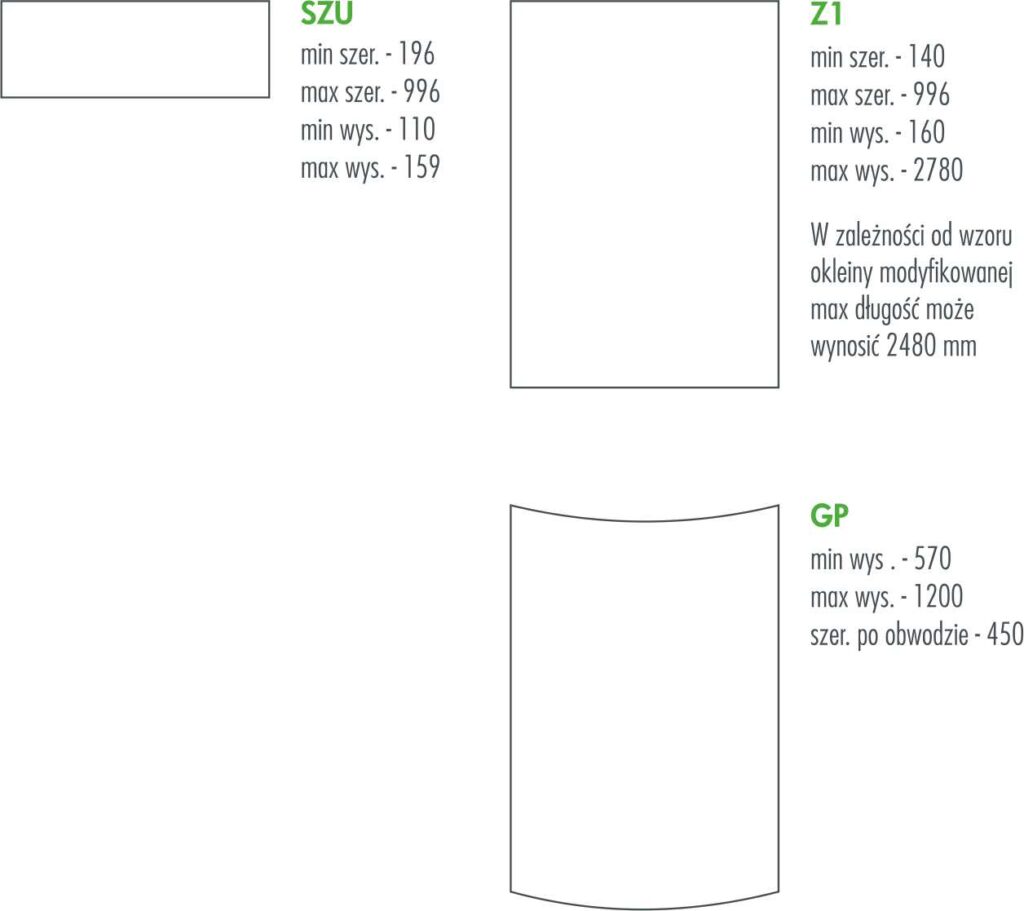 SZU
min szer. - 196
max szer. - 996
min wys. - 110
max wys. - 159
Z1
min szer. - 140
max szer. - 996
min wys. - 160
max wys. - 2780
W zależności od wzoru
okleiny modyfikowanej
max długość może
wynosić 2480 mm
GP
min wys . - 570
max wys. - 1200
szer. po obwodzie - 450